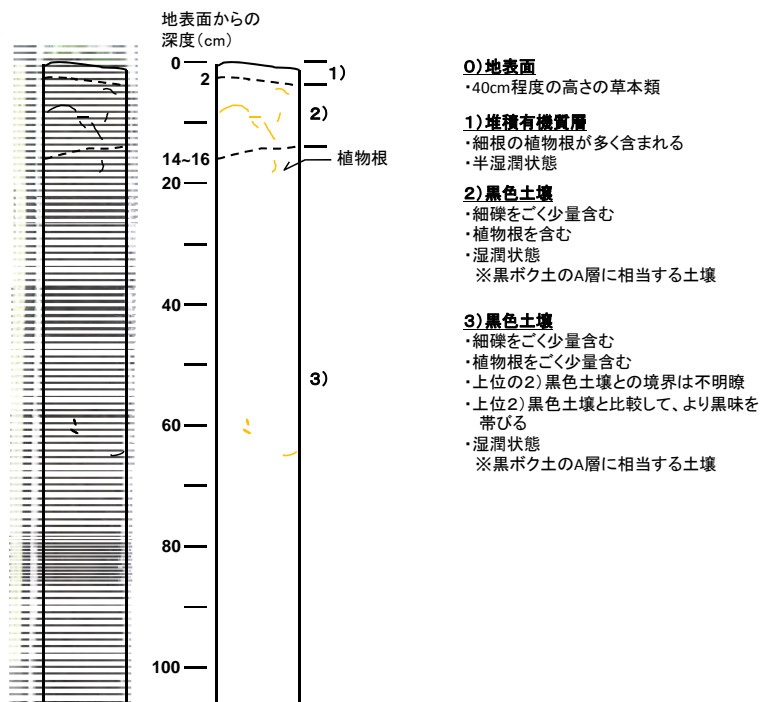 地表面からの
深度(cm)
0
2
14~16
20
40
60
80
100
1)
2)
3)
植物根
0)地表面
・40cm程度の高さの草本類
1)堆積有機質層
・細根の植物根が多く含まれる
・半湿潤状態
2)黒色土壌
・細礫をごく少量含む
・植物根を含む
・湿潤状態
※黒ボク土のA層に相当する土壌
3)黒色土壌
・細礫をごく少量含む
・植物根をごく少量含む
・上位の2)黒色土壌との境界は不明瞭
・上位2)黒色土壌と比較して、より黒味を
帯びる
・湿潤状態
※黒ボク土のA層に相当する土壌